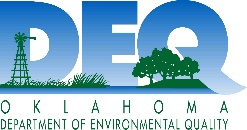 DEQ
OKLAHOMA
DEPARTMENT OF ENVIRONMENTAL QUALITY